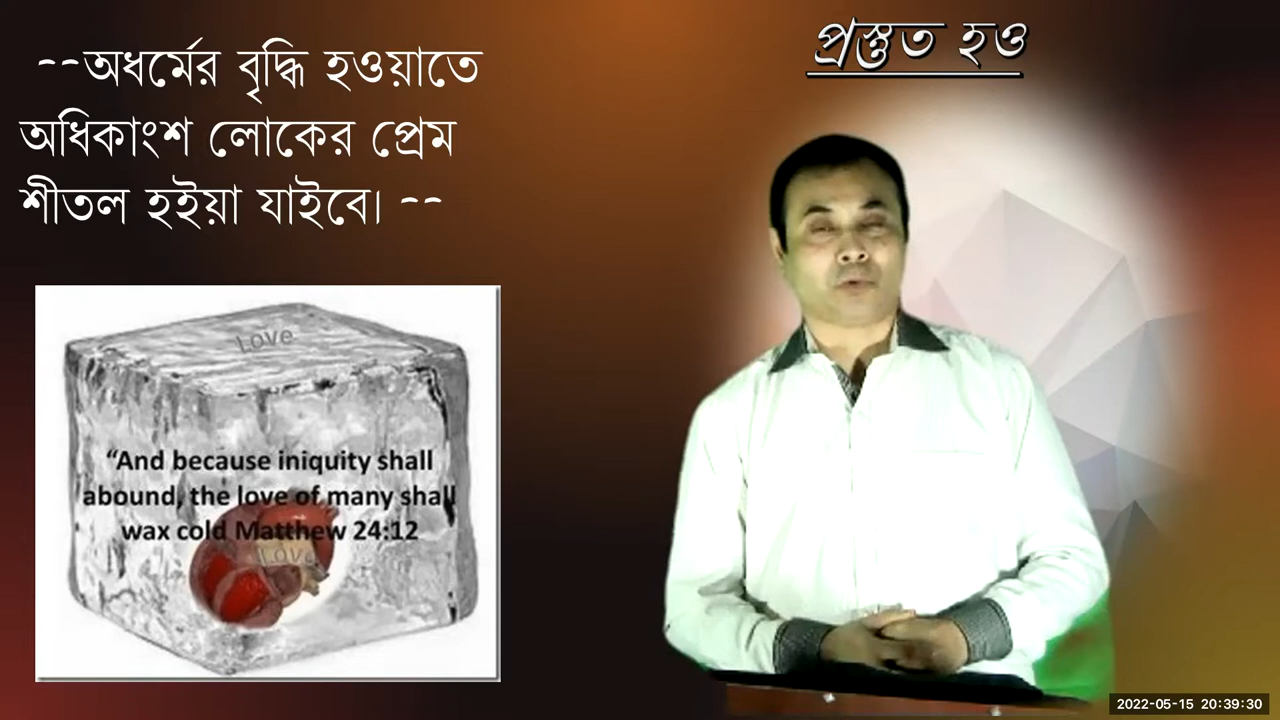 প্রস্তুত হও
--অধর্মের বৃদ্ধি হওয়াতে
অধিকাংশ লোকের প্রেম
শীতল হইয়া যাইবে। --
Love
“And because iniquity shall
abound, the love of many shall
wax cold Matthew 24:12
Love
2022-05-15 20:39:30